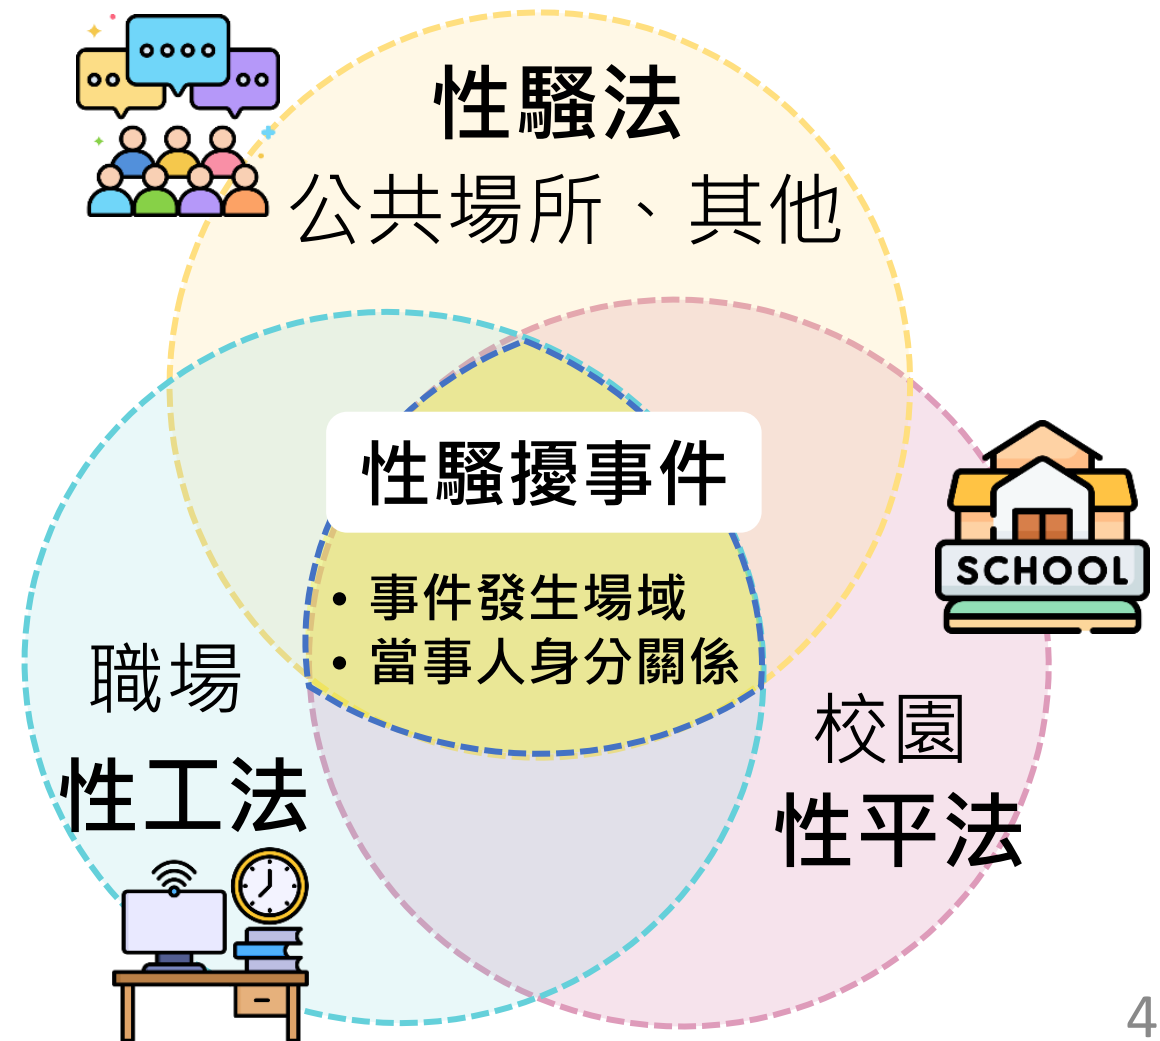 性騷法
公共場所、其他
性騷擾事件
• 事件發生場域
• 當事人身分關係
SCHOOL
職場
性工法
校園
性平法
4